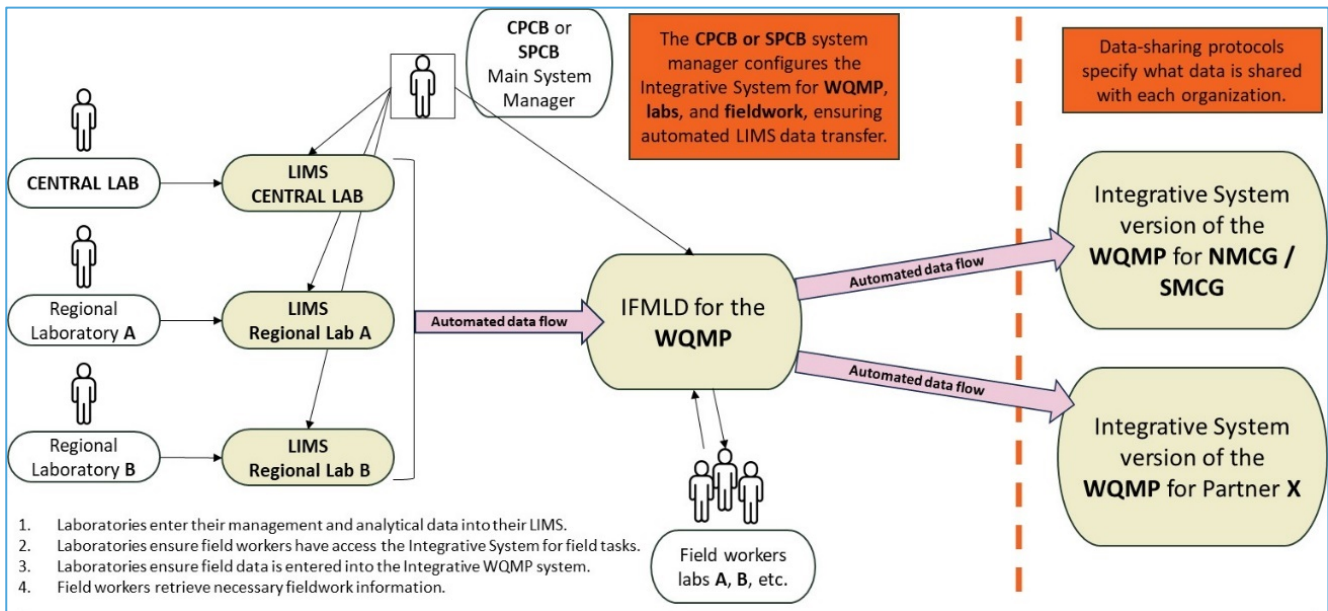 CPCB or
SPCB
Main System
Manager
The CPCB or SPCB system
manager configures the
Integrative System for WQMP,
labs, and fieldwork, ensuring
automated LIMS data transfer.
Data-sharing protocols
specify what data is shared
with each organization.
CENTRAL LAB
LIMS
CENTRAL LAB
Regional
Laboratory A
LIMS
Regional Lab A
Regional
Laboratory B
LIMS
Regional Lab B
Automated data flow
IFMLD for the
WQMP
Automated data flow
Automated data flow
Integrative System
version of the
WQMP for NMCG /
SMCG
Integrative System
version of the
WQMP for Partner X
Field workers
labs A, B, etc.
1. Laboratories enter their management and analytical data into their LIMS.
2. Laboratories ensure field workers have access the Integrative System for field tasks.
3. Laboratories ensure field data is entered into the Integrative WQMP system.
4. Field workers retrieve necessary fieldwork information.